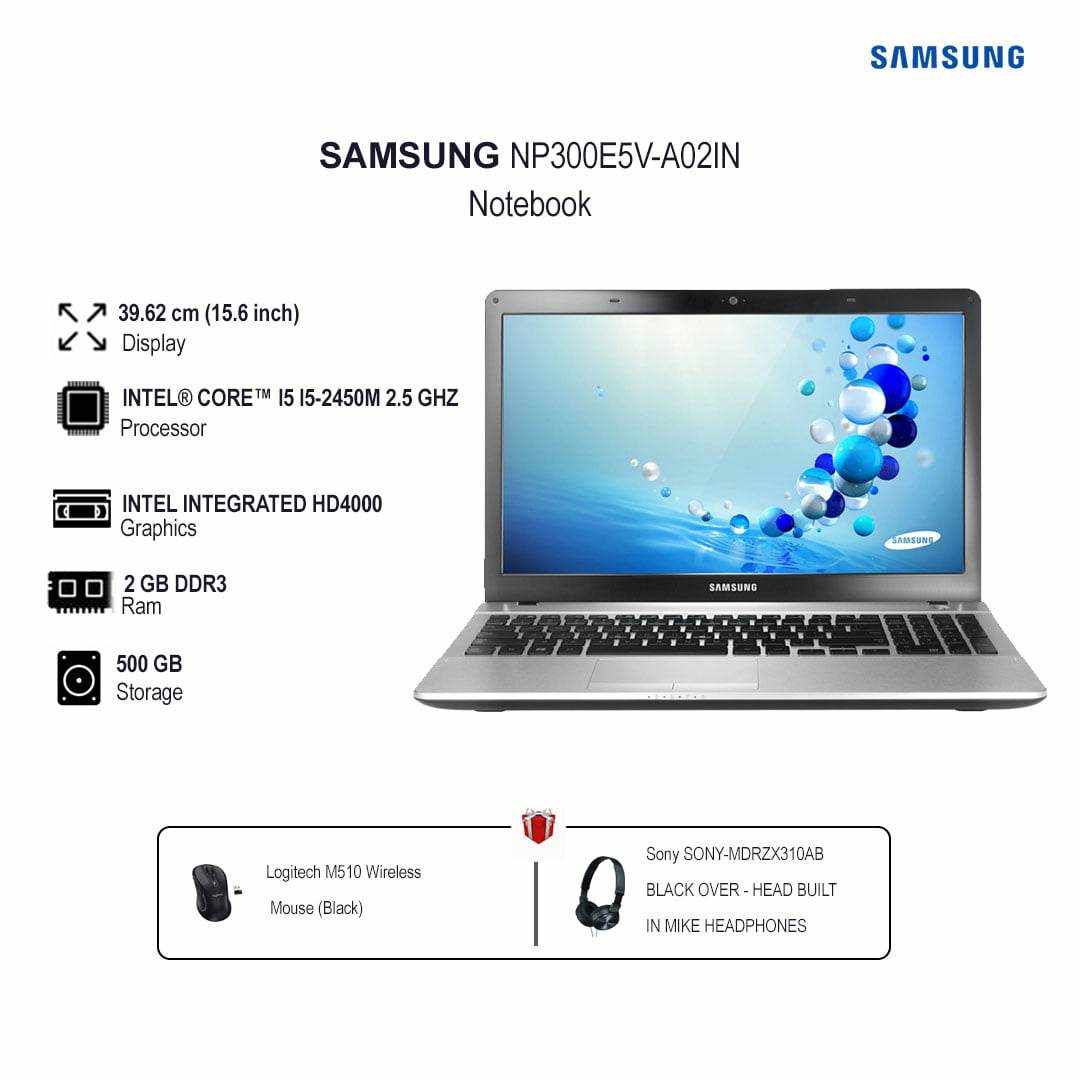 SAMSUNG
SAMSUNG NP300E5V-A02IN
Notebook
39.62 cm (15.6 inch)
Display
INTEL® CORE™ I5 I5-2450M 2.5 GHZ
Processor
INTEL INTEGRATED HD4000
Graphics
2 GB DDR3
Ram
500 GB
Storage
SAMSUNG
SAMSUNG
Logitech M510 Wireless
Mouse (Black)
Sony SONY-MDRZX310AB
BLACK OVER - HEAD BUILT
IN MIKE HEADPHONES